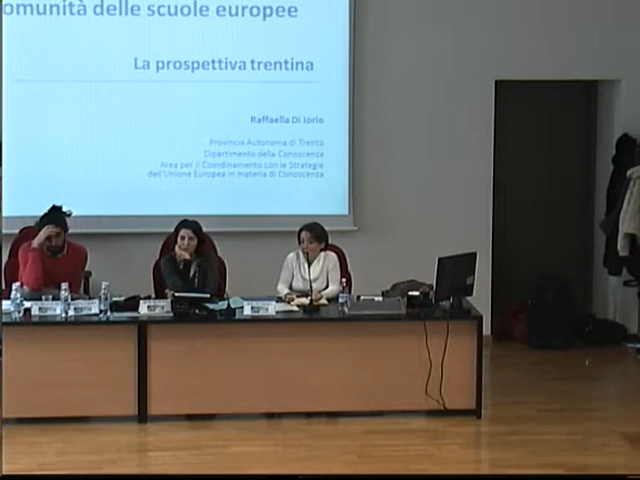 omunità delle scuole europee
La prospettiva trentina
Raffaella Di Iorio
Provincia Autonoma di Trento
Dipartimento della Conoscenza
Area per il Coordinamento con le Strategie
dell'Unione Europea in materia di Conoscenza